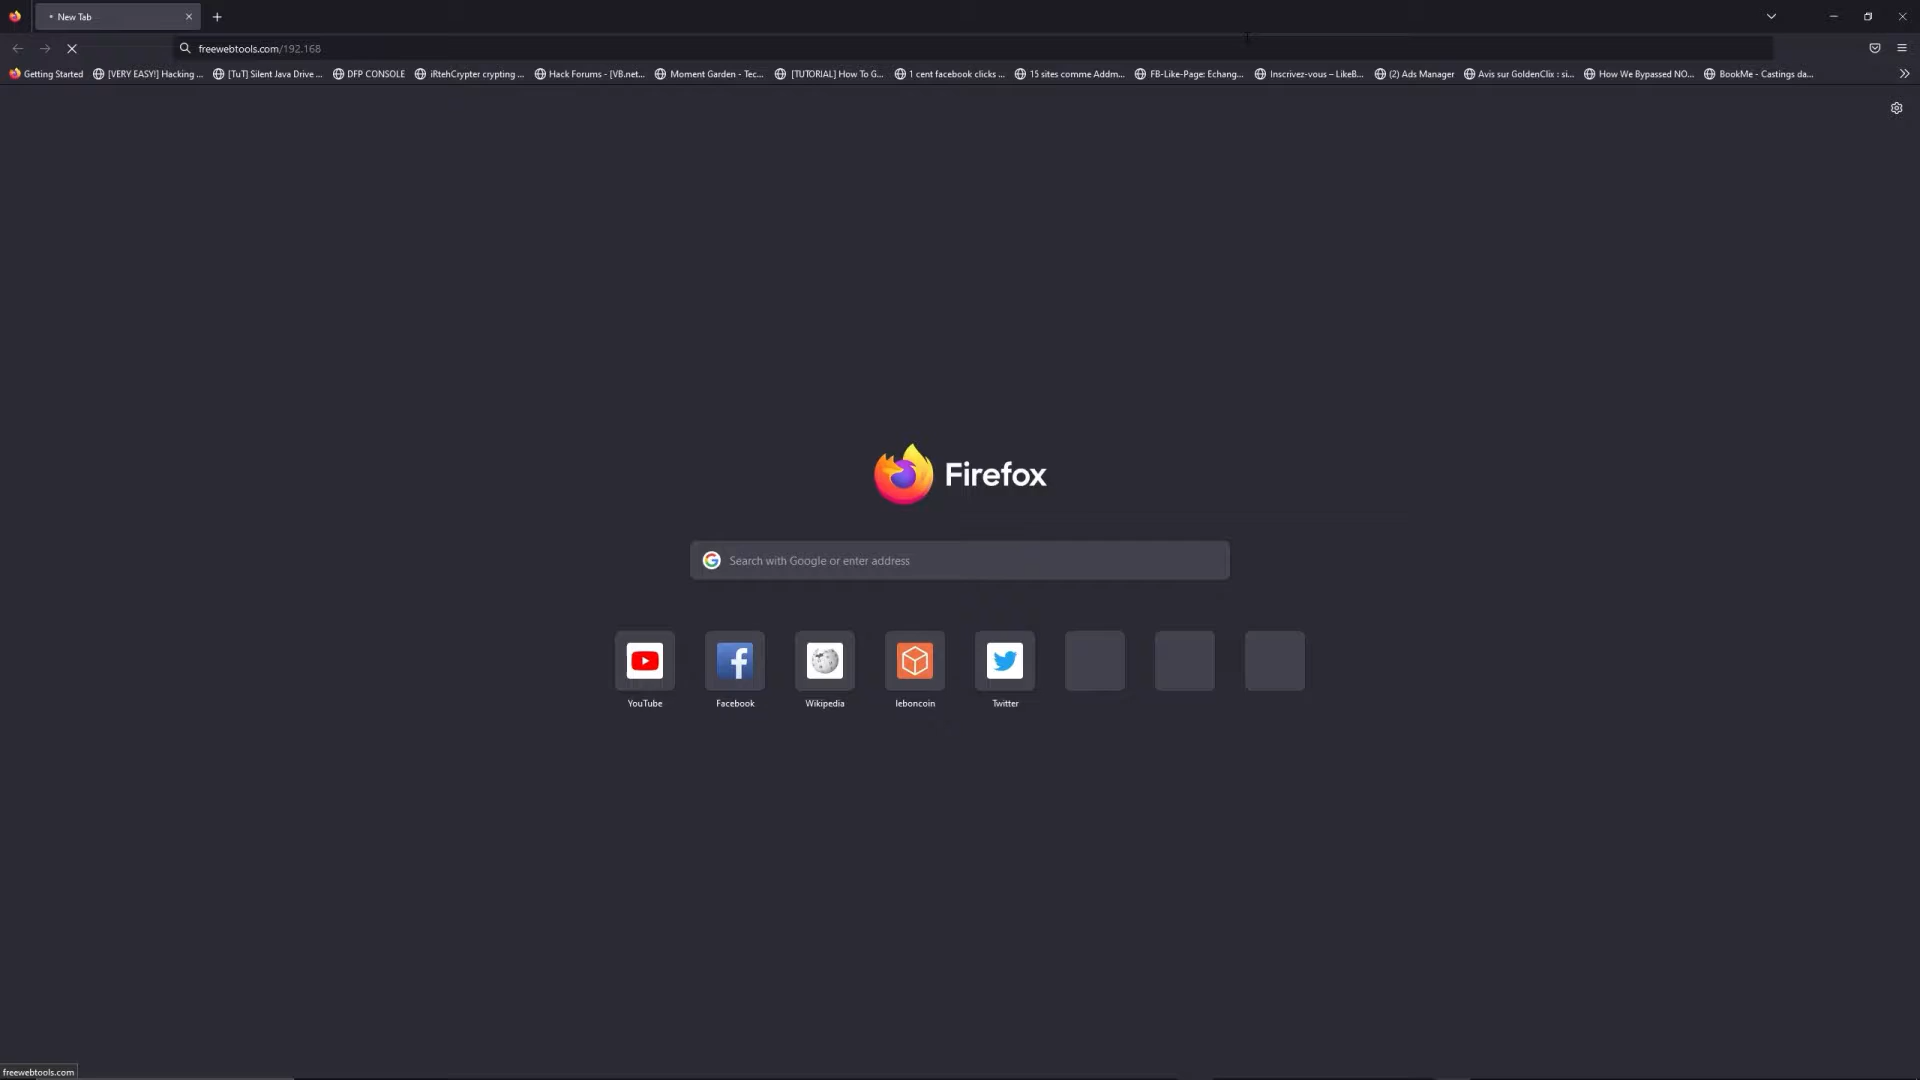 New Tab
freewebtools.com/192.168
Getting Started [VERY EASY!] Hacking ... [TuT] Silent Java Drive ... DFP CONSOLE iRtehCrypter crypting ... Hack Forums - [VB.net... Moment Garden - Tec... [TUTORIAL] How To G... 1 cent facebook clicks ... 15 sites comme Addm... FB-Like-Page: Echang... Inscrivez-vous – LikeB... (2) Ads Manager Avis sur GoldenClix : si... How We Bypassed NO... BookMe - Castings da...
Firefox
Search with Google or enter address
YouTube Facebook Wikipedia leboncoin Twitter
freewebtools.com